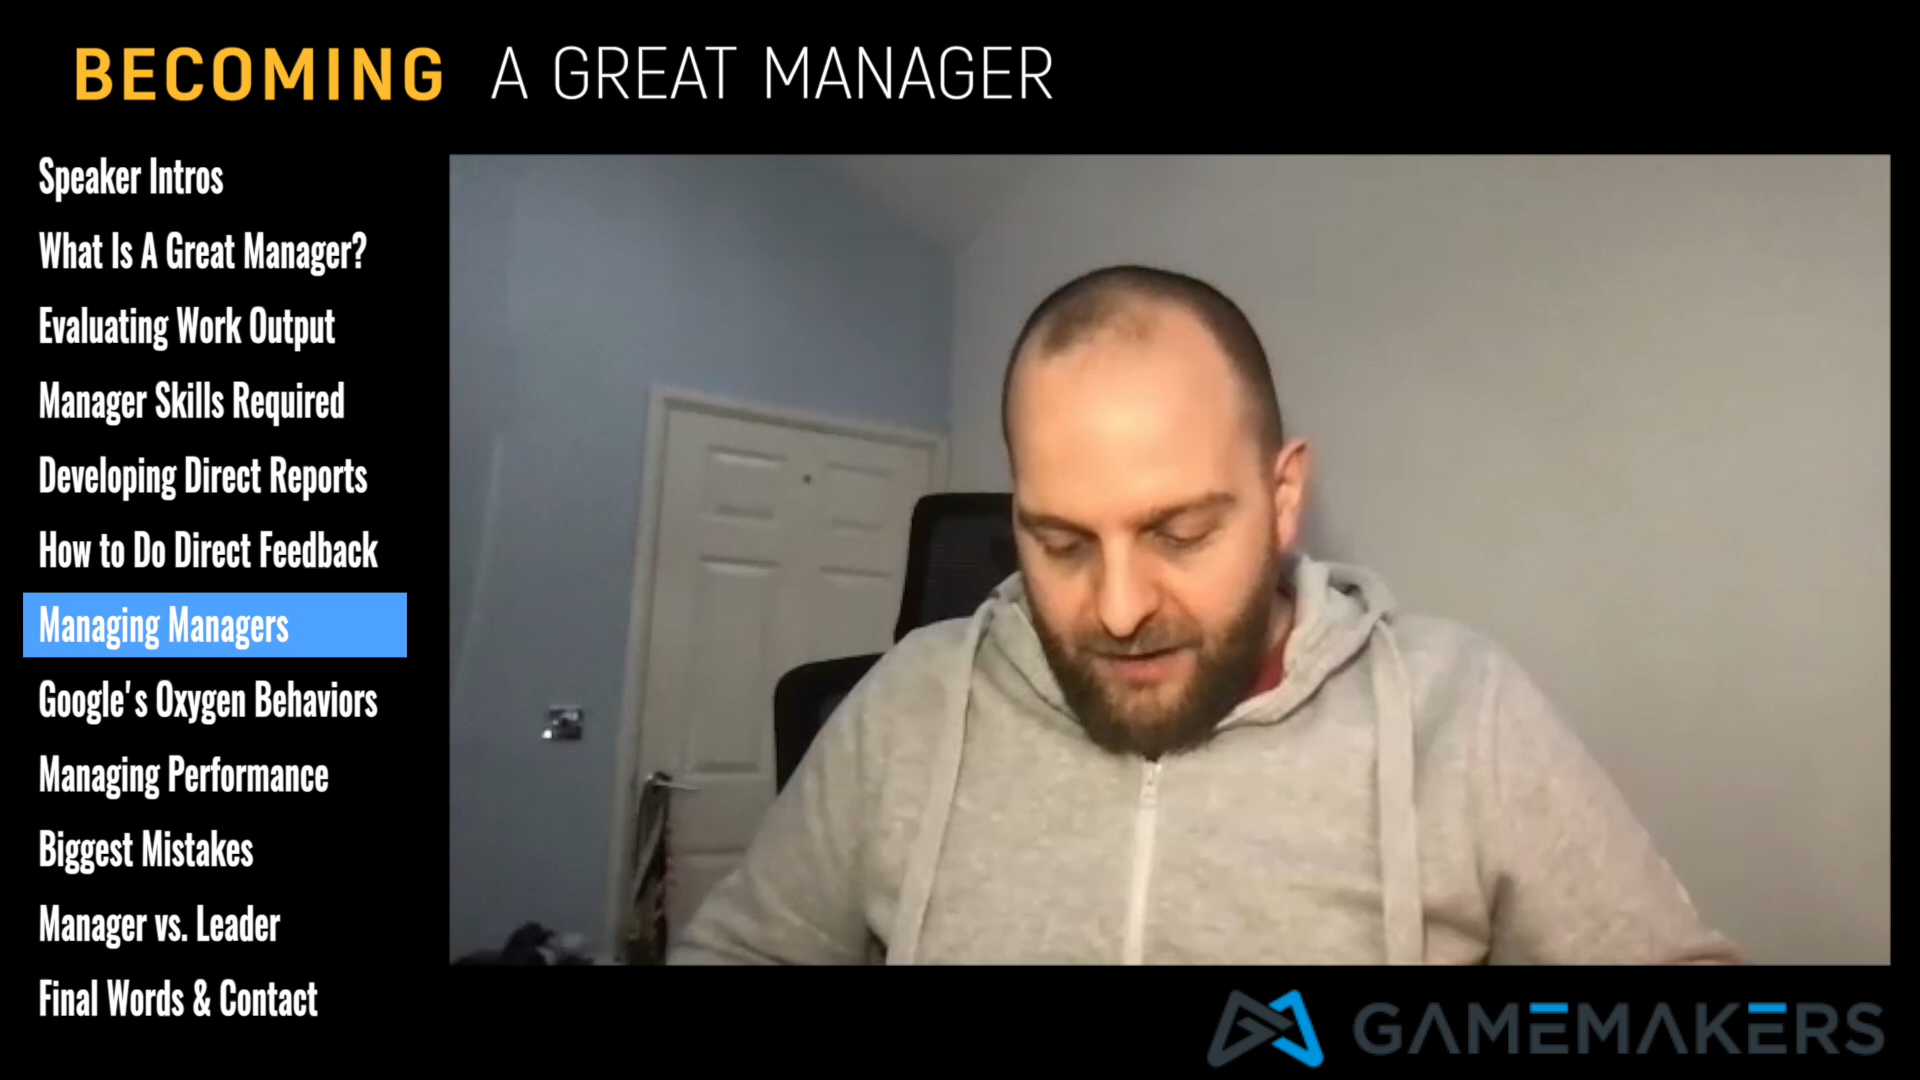 BECOMING A GREAT MANAGER
Speaker Intros
What Is A Great Manager?
Evaluating Work Output
Manager Skills Required
Developing Direct Reports
How to Do Direct Feedback
Managing Managers
Google's Oxygen Behaviors
Managing Performance
Biggest Mistakes
Manager vs. Leader
Final Words & Contact
GAMEMAKERS